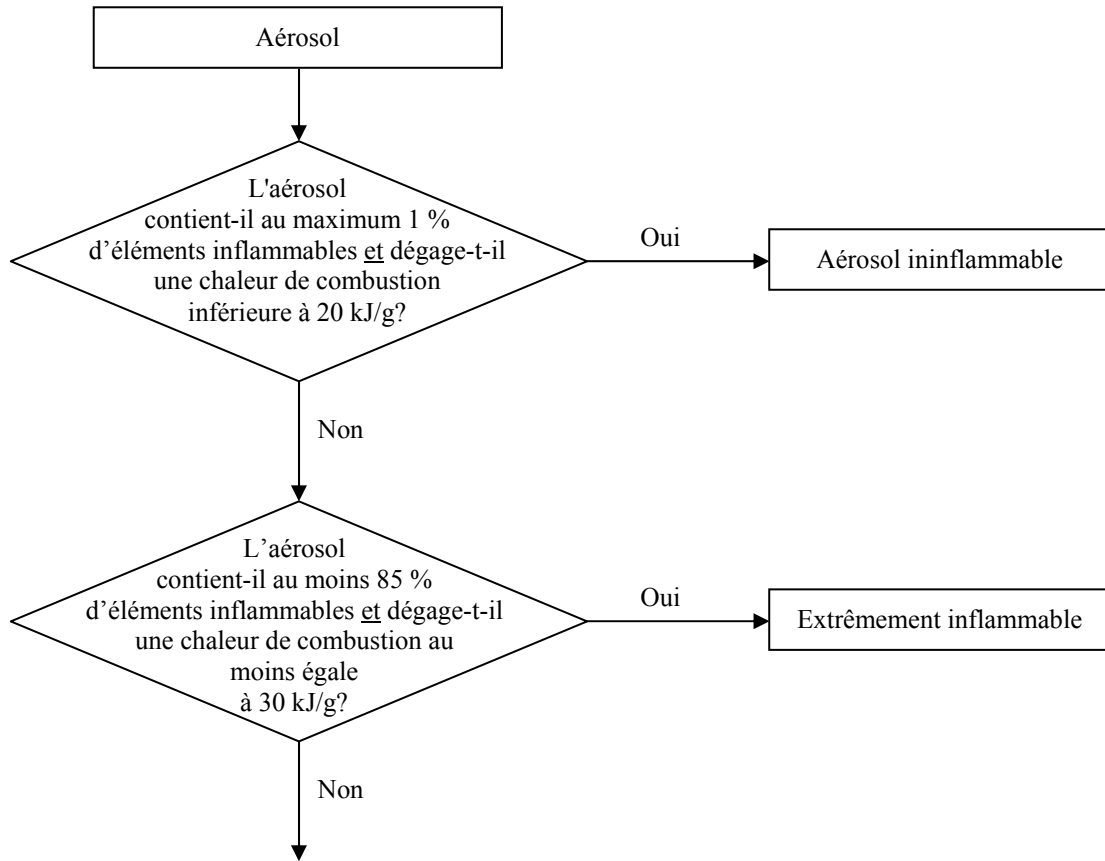 Aérosol
L'aérosol
contient-il au maximum 1 %
d’éléments inflammables et dégage-t-il
une chaleur de combustion
inférieure à 20 kJ/g?
Oui
Aérosol ininflammable
Non
L’aérosol
contient-il au moins 85 %
d’éléments inflammables et dégage-t-il
une chaleur de combustion au
moins égale
à 30 kJ/g?
Oui
Extrêmement inflammable
Non